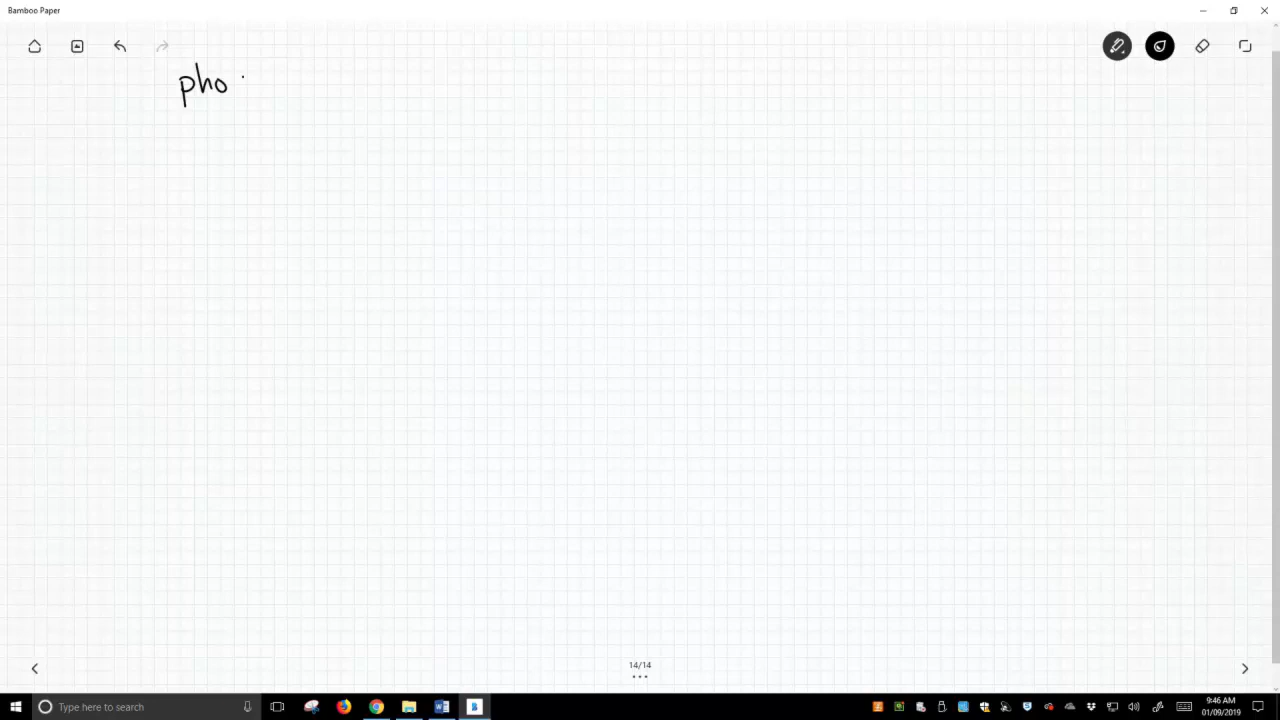 Bamboo Paper
pho
14/14
Type here to search
9:46 AM
01/09/2019